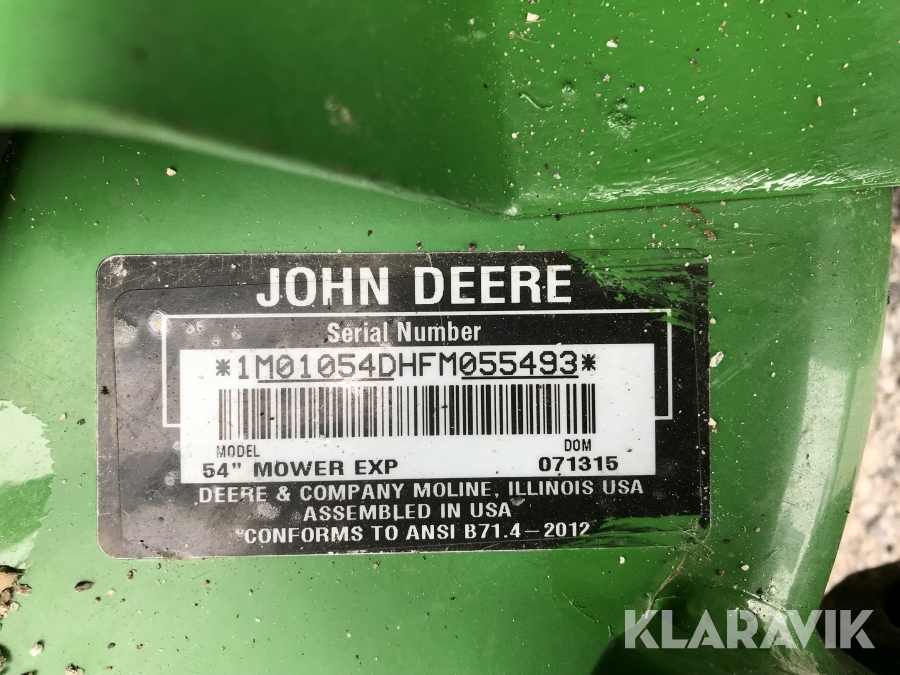 JOHN DEERE
Serial Number
*1M01054DHFM055493*
MODEL DOM
54" MOWER EXP 071315
DEERE & COMPANY MOLINE, ILLINOIS USA
ASSEMBLED IN USA
*CONFORMS TO ANSI B71.4-2012
KLARAVIK